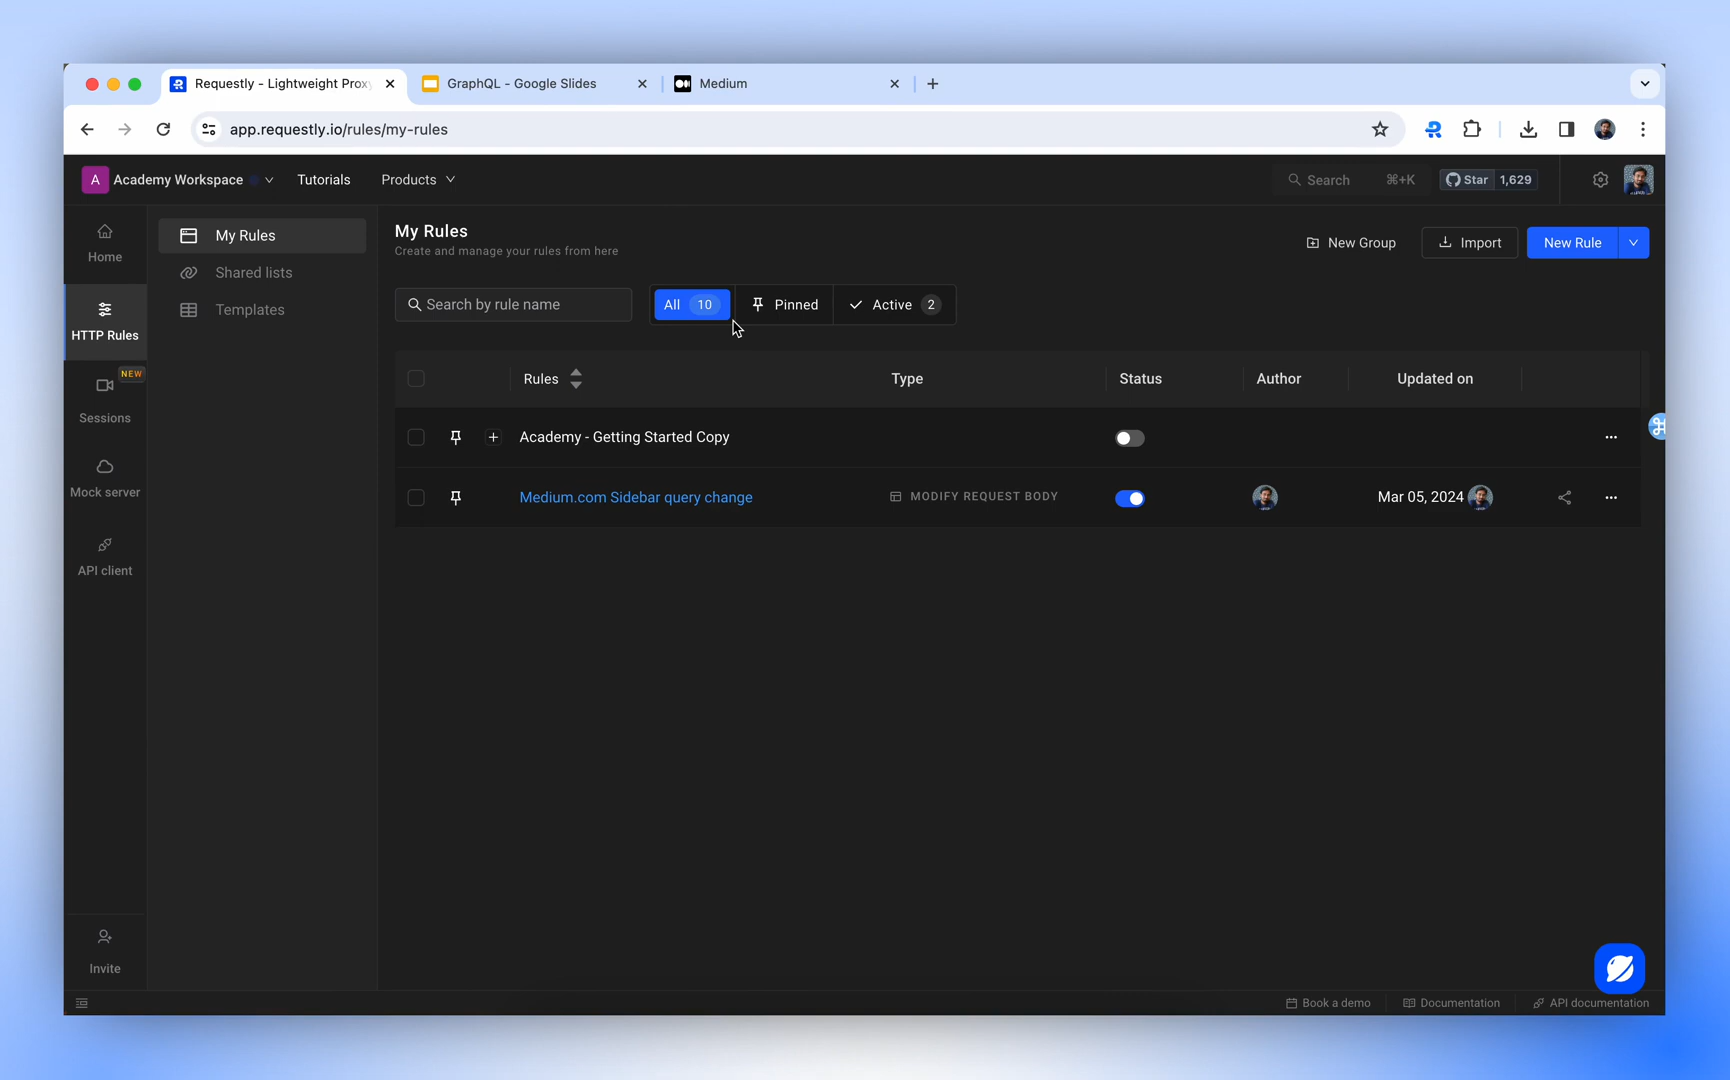 Requestly - Lightweight Proxy
GraphQL - Google Slides
Medium
app.requestly.io/rules/my-rules
A Academy Workspace
Tutorials
Products
Search ⌘+K
Star 1,629
Home
HTTP Rules
NEW
Sessions
Mock server
API client
Invite
My Rules
Shared lists
Templates
My Rules
Create and manage your rules from here
New Group
Import
New Rule
Search by rule name
All 10
Pinned
Active 2
Rules
Type
Status
Author
Updated on
Academy - Getting Started Copy
Medium.com Sidebar query change
MODIFY REQUEST BODY
Mar 05, 2024
Book a demo
Documentation
API documentation